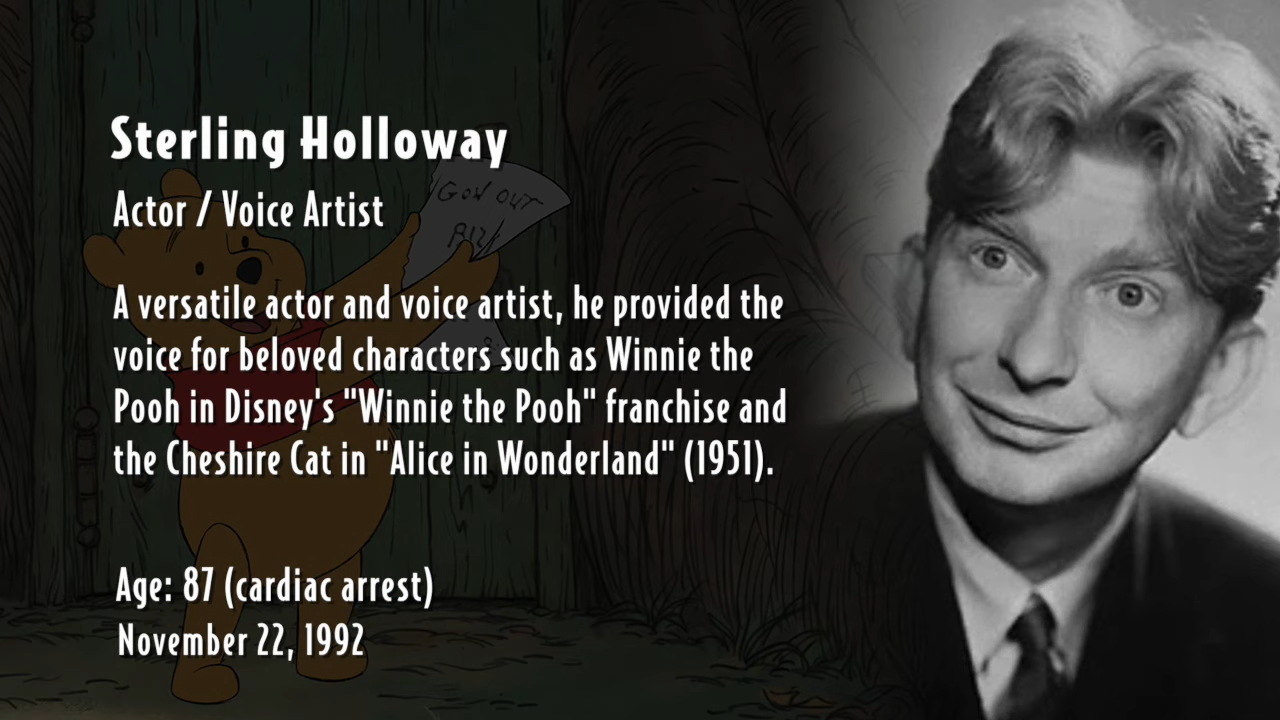 Sterling Holloway
Actor / Voice Artist
GOW OUT
A versatile actor and voice artist, he provided the
voice for beloved characters such as Winnie the
Pooh in Disney's "Winnie the Pooh" franchise and
the Cheshire Cat in "Alice in Wonderland" (1951).
Age: 87 (cardiac arrest)
November 22, 1992